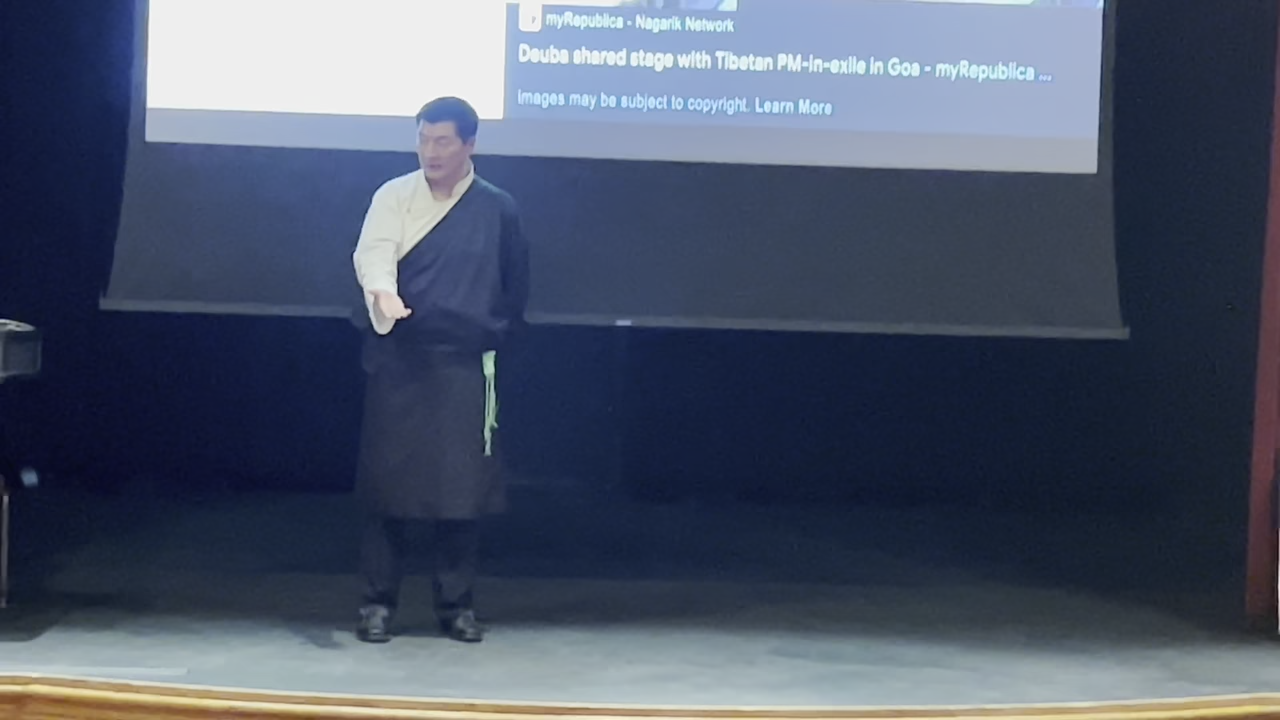 myRepublica - Nagarik Network
Deuba shared stage with Tibetan PM-in-exile in Goa - myRepublica ...
Images may be subject to copyright. Learn More